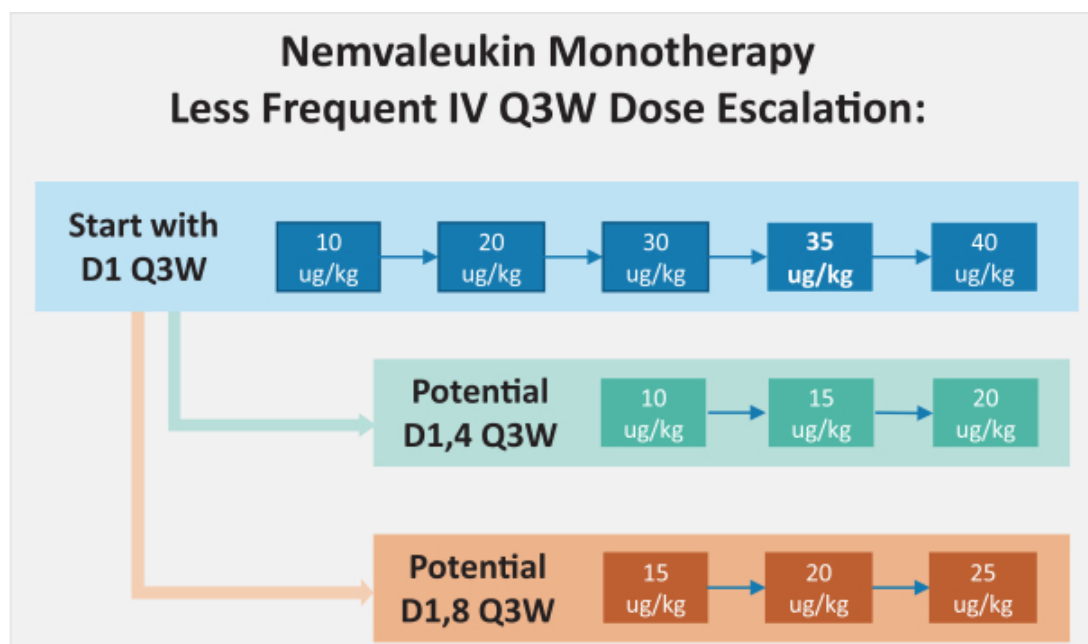 Nemvaleukin Monotherapy
Less Frequent IV Q3W Dose Escalation:
Start with
D1 Q3W
10
ug/kg
20
ug/kg
30
ug/kg
35
ug/kg
40
ug/kg
Potential
D1,4 Q3W
10
ug/kg
15
ug/kg
20
ug/kg
Potential
D1,8 Q3W
15
ug/kg
20
ug/kg
25
ug/kg